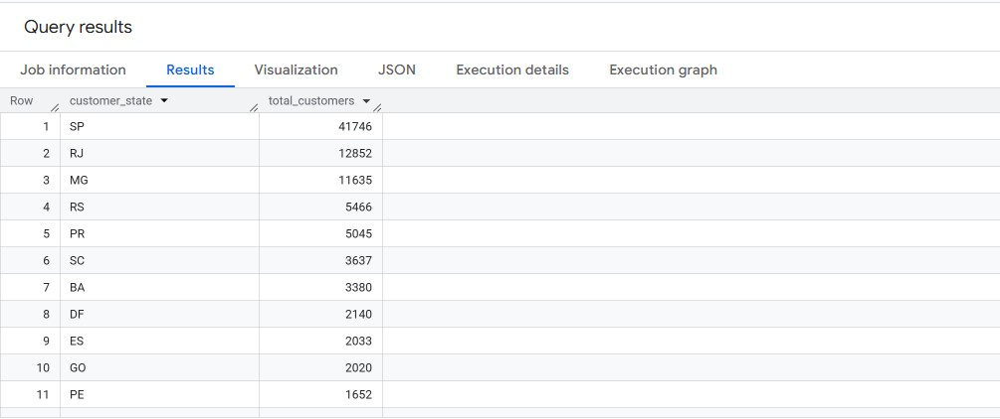 Query results
Job information Results Visualization JSON Execution details Execution graph
Row customer_state total_customers
1 SP 41746
2 RJ 12852
3 MG 11635
4 RS 5466
5 PR 5045
6 SC 3637
7 BA 3380
8 DF 2140
9 ES 2033
10 GO 2020
11 PE 1652